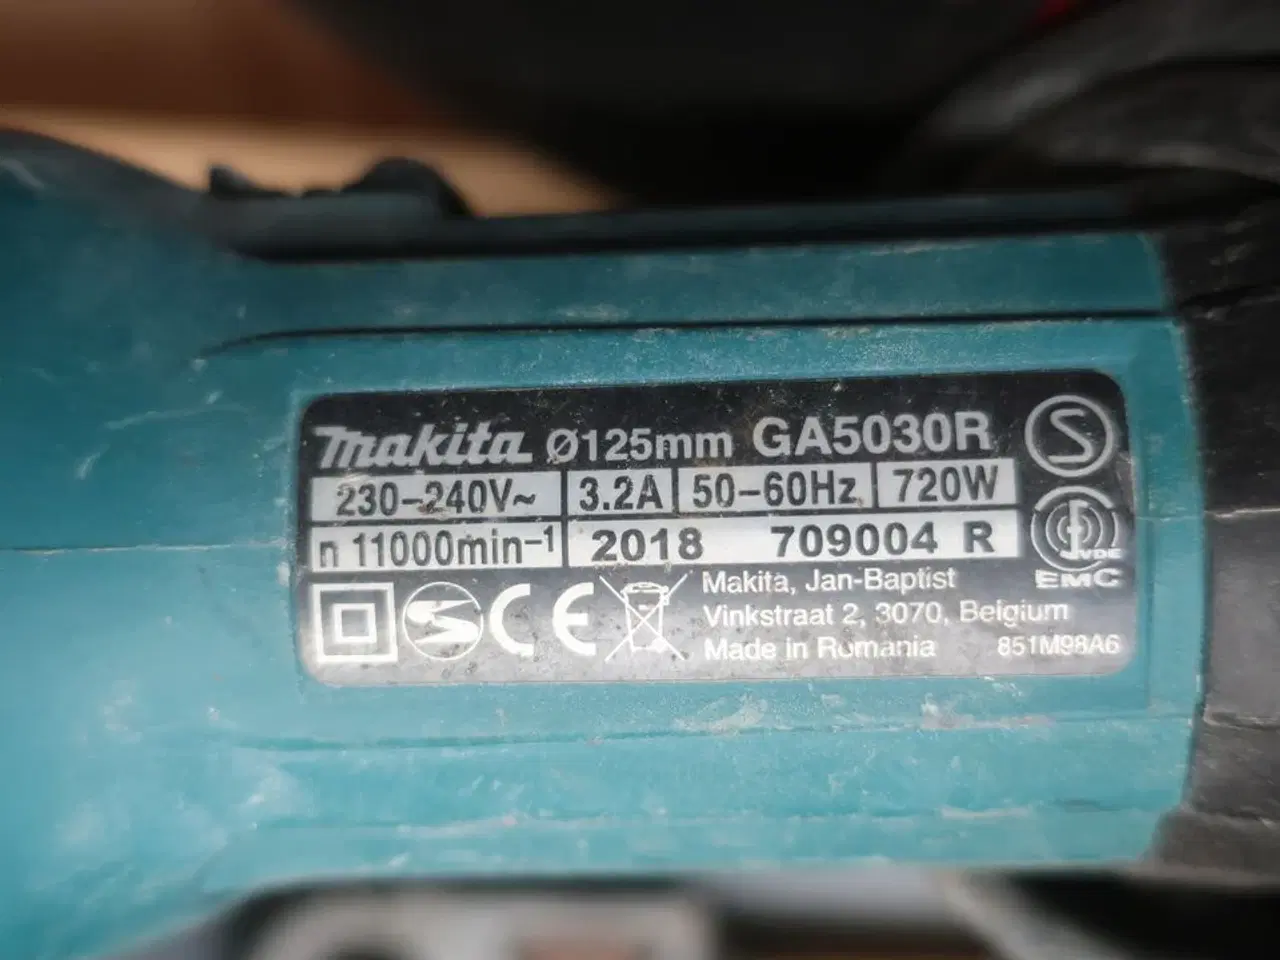 Makita Ø125mm GA5030R S
230-240V~ 3.2A 50-60Hz 720W
n 11000min-1 2018 709004 R
VDE
EMC
CE
Makita, Jan-Baptist
Vinkstraat 2, 3070, Belgium
Made in Romania 851M98A6